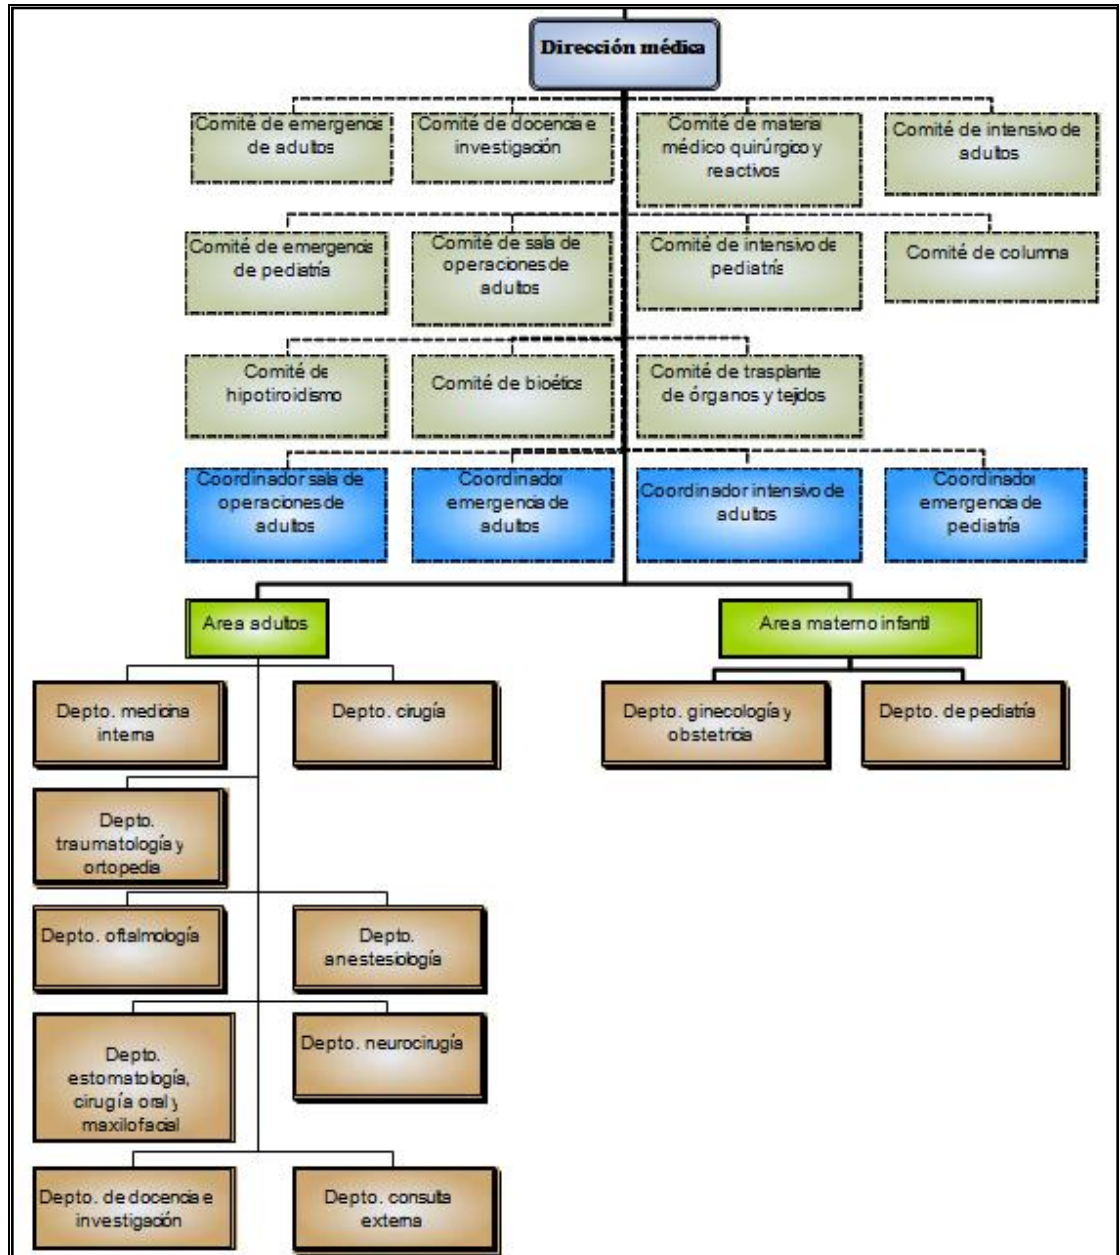 Dirección médica
Comité de emergencia
de adultos
Comité de docencia e
investigación
Comité de material
médico quirúrgico y
reactivos
Comité de intensivo de
adultos
Comité de emergencia
de pediatría
Comité de sala de
operaciones de
adultos
Comité de intensivo de
pediatría
Comité de columna
Comité de
hipotiroidismo
Comité de bioética
Comité de trasplante
de órganos y tejidos
Coordinador sala de
operaciones de
adultos
Coordinador
emergencia de
adultos
Coordinador intensivo de
adultos
Coordinador
emergencia de
pediatría
Area adutos
Area materno infantil
Depto. medicina
interna
Depto. cirugía
Depto. ginecología y
obstetricia
Depto. de pediatría
Depto.
traumatología y
ortopedia
Depto. oftalmología
Depto.
anestesiología
Depto.
estomatología,
cirugía oral y
maxilofacial
Depto. neurocirugía
Depto. de docencia e
investigación
Depto. consulta
externa